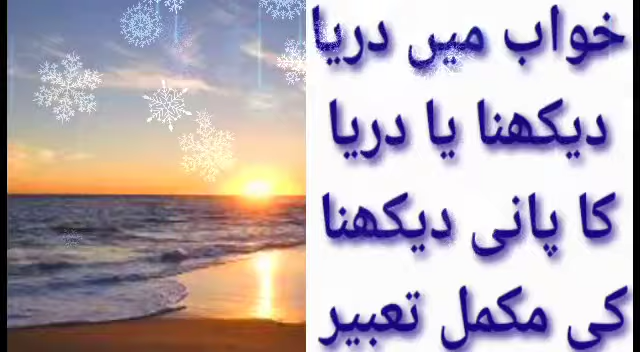 خواب میں دریا
دیکھنا یا دریا
کا پانی دیکھنا
کی مکمل تعبیر